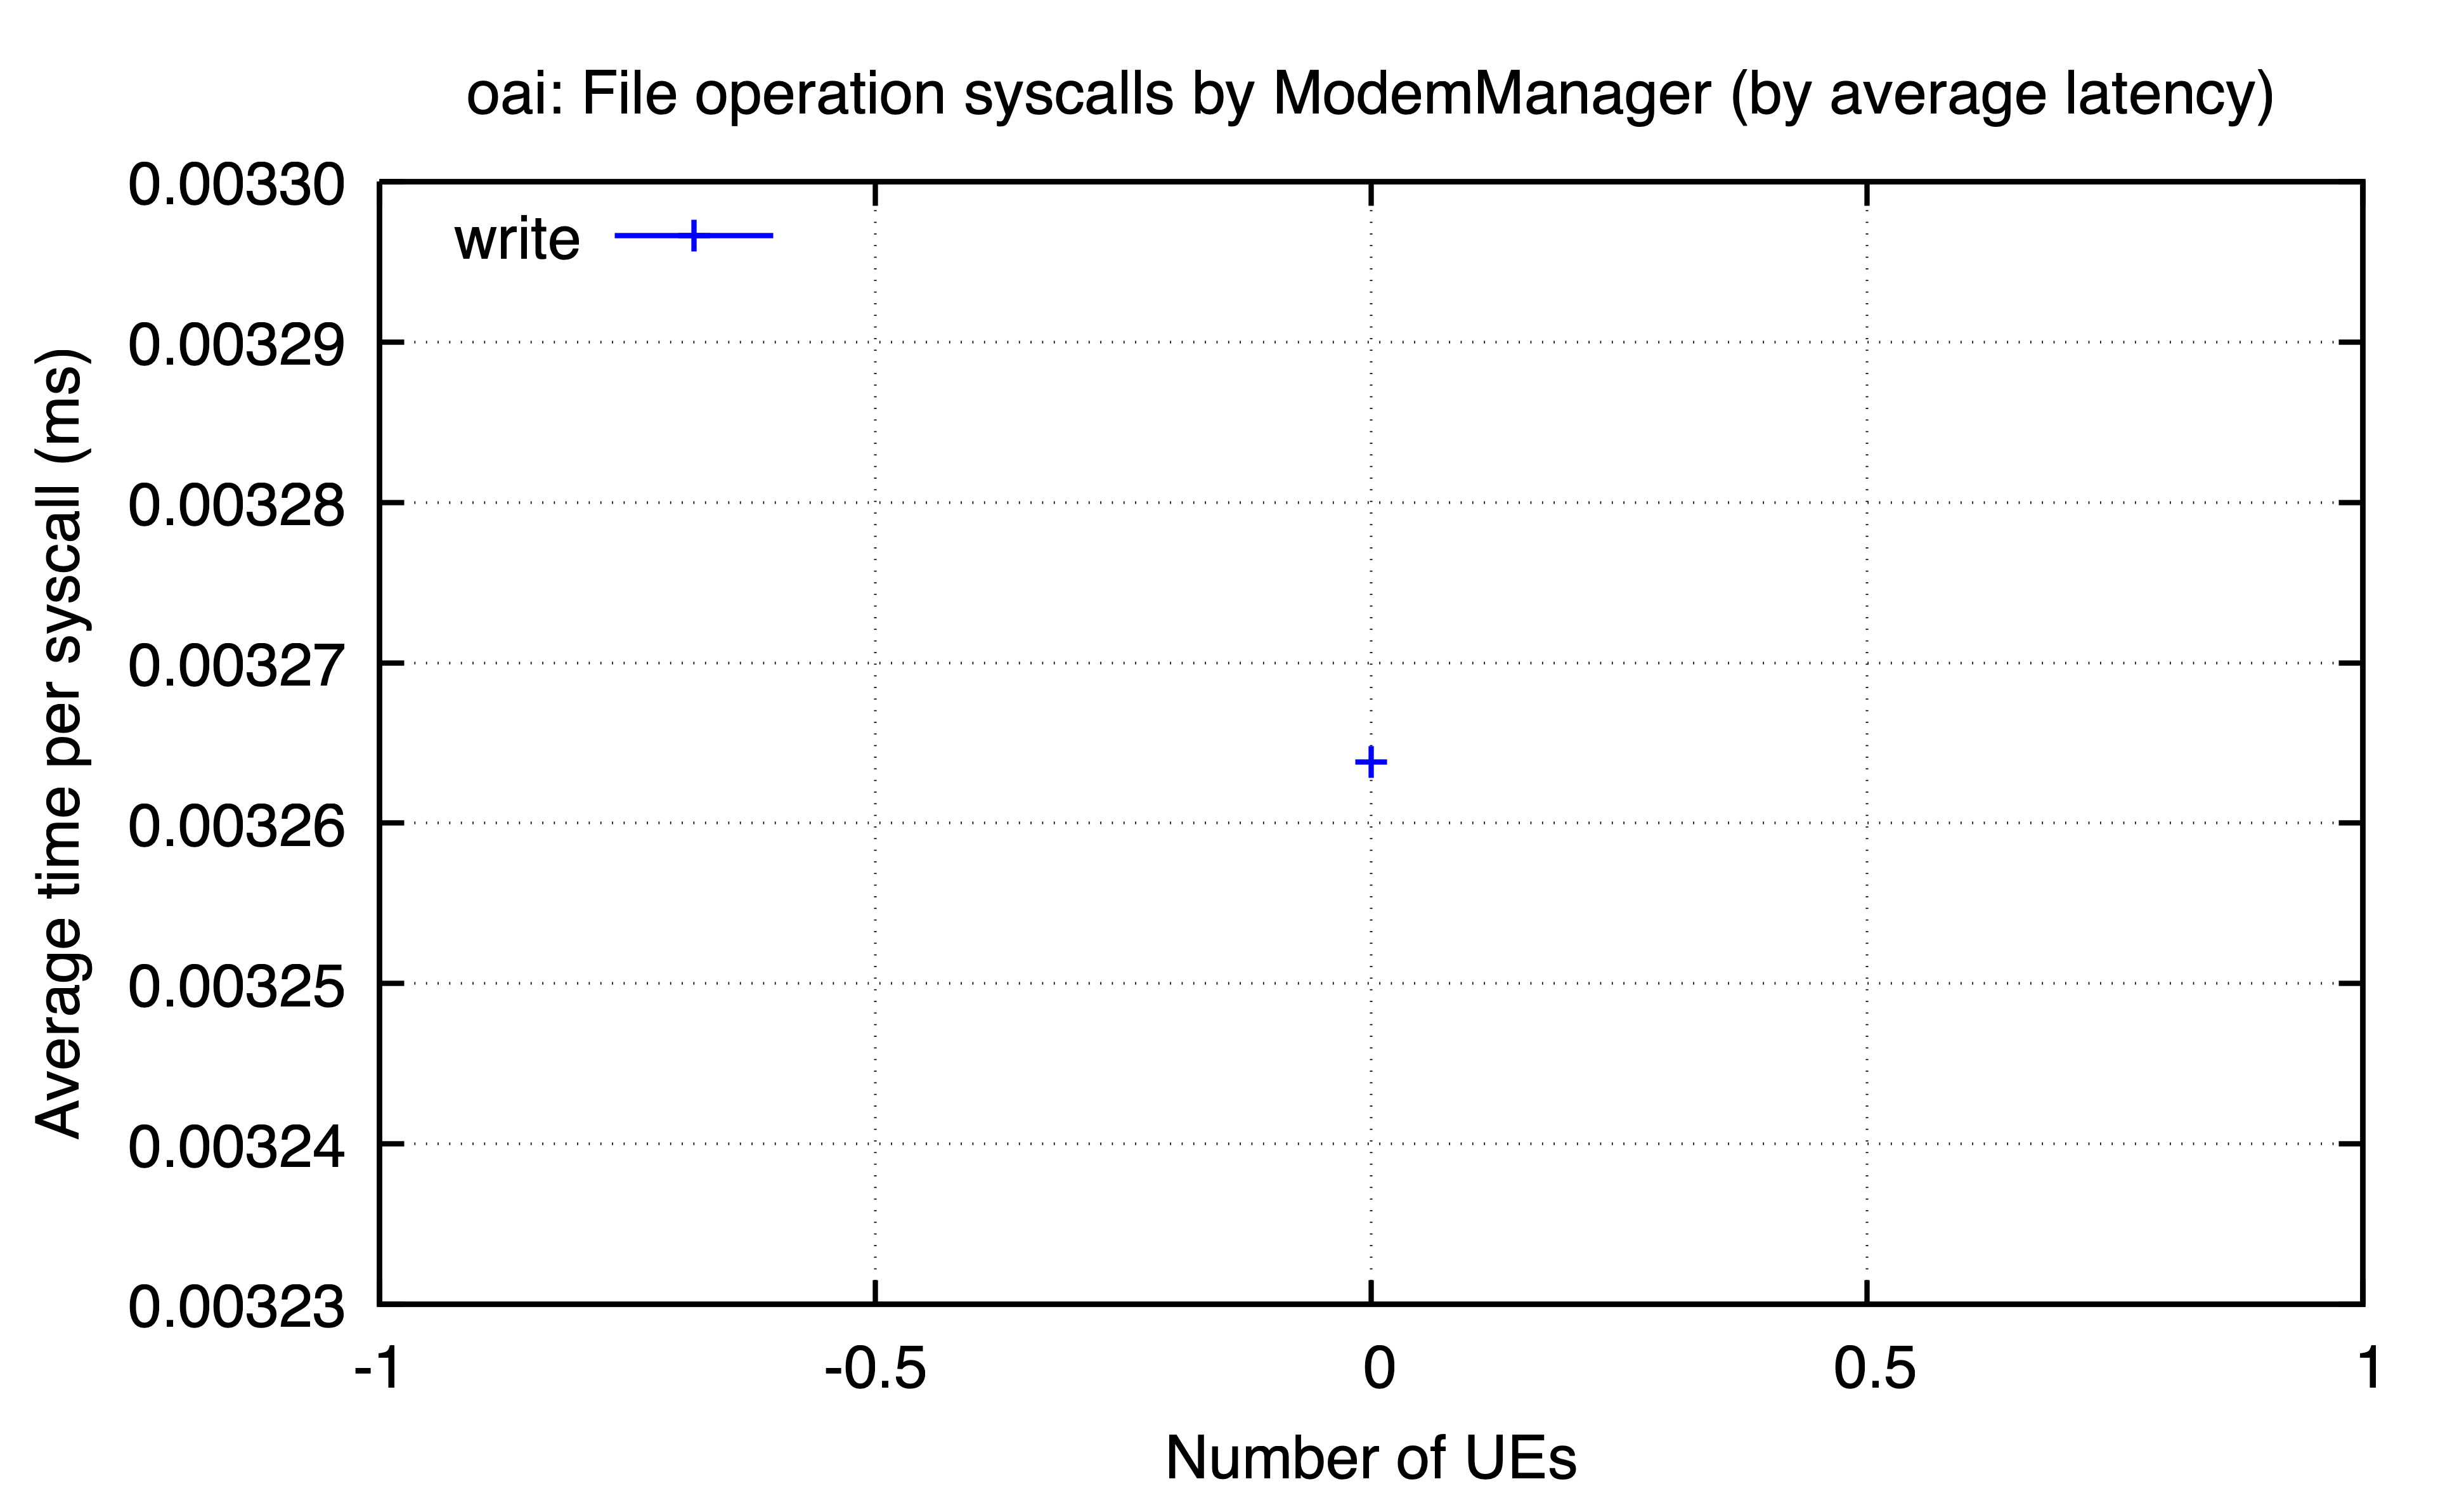 oai: File operation syscalls by ModemManager (by average latency)
write
Average time per syscall (ms)
0.00330
0.00329
0.00328
0.00327
0.00326
0.00325
0.00324
0.00323
-1 -0.5 0 0.5 1
Number of UEs